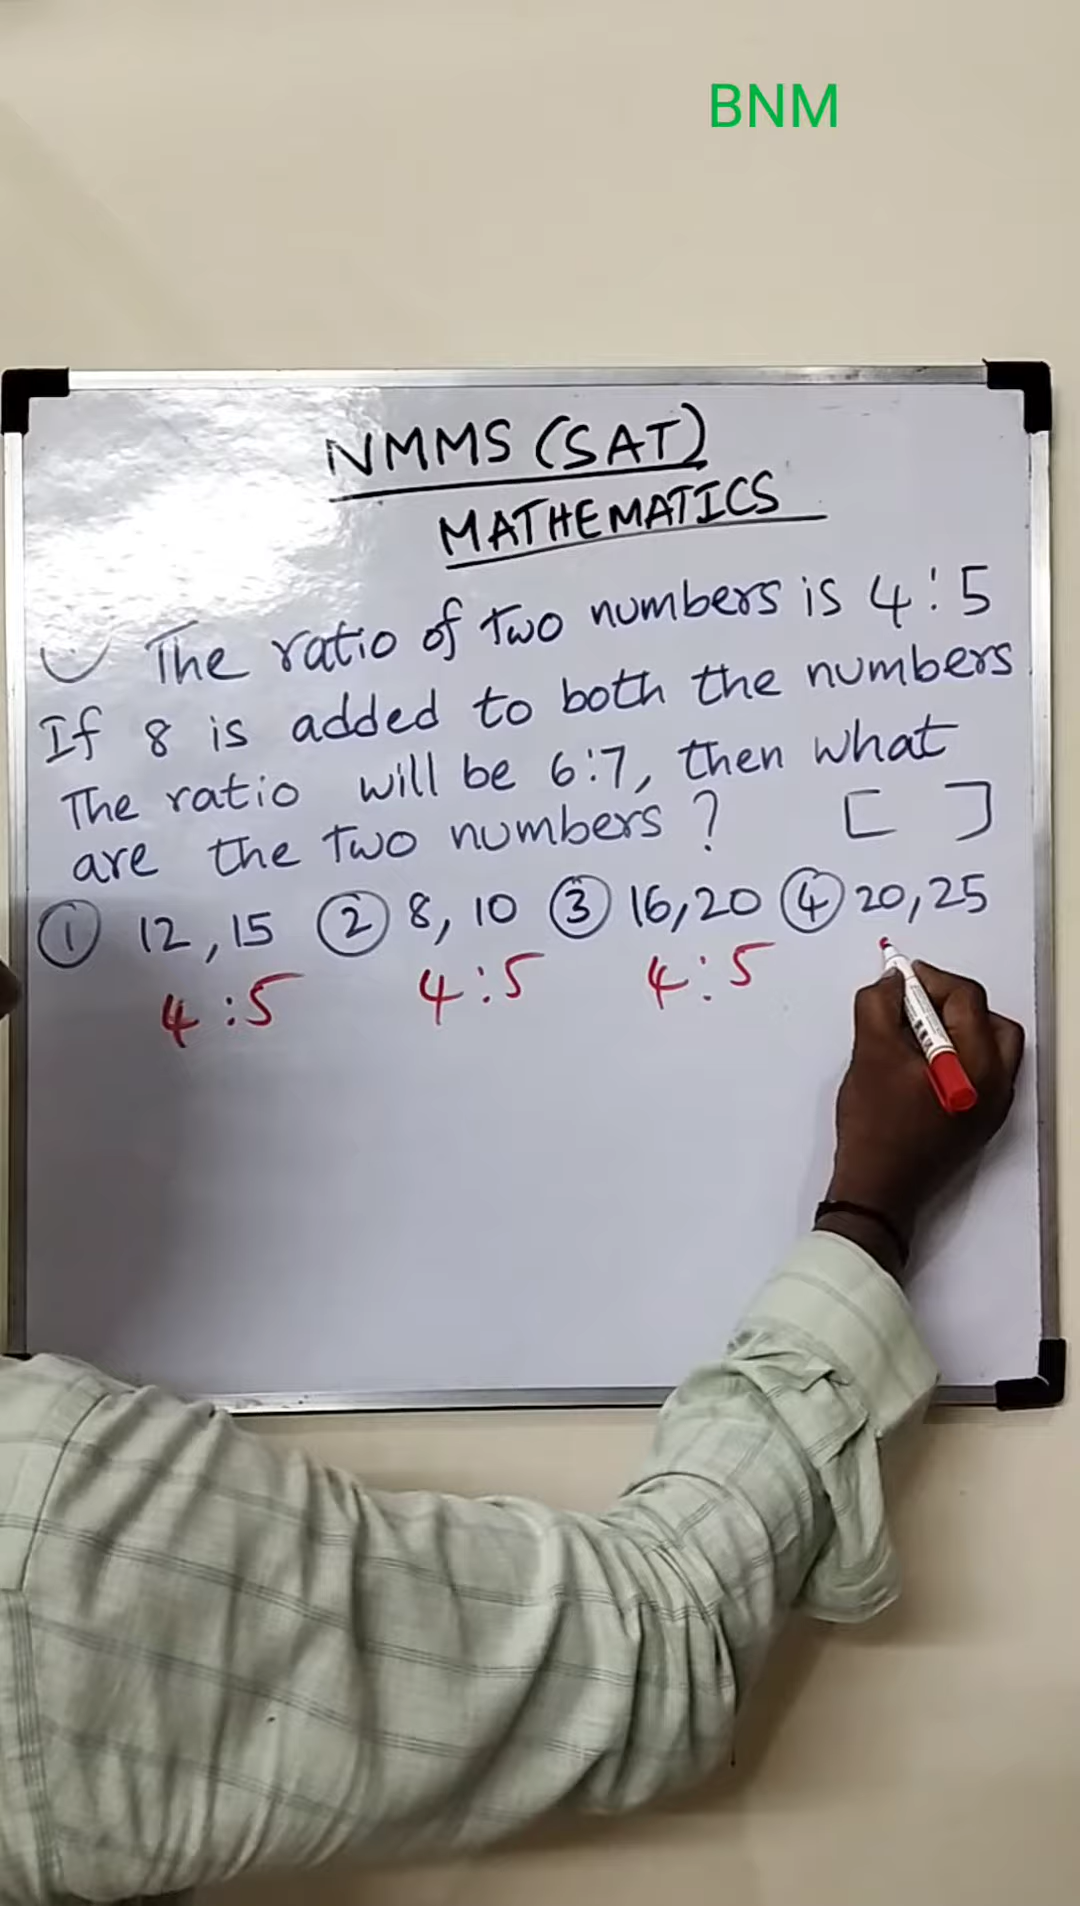 BNM
NMMS (SAT)
MATHEMATICS
The ratio of two numbers is 4:5
If 8 is added to both the numbers
The ratio will be 6:7, then what
are the two numbers ? [ ]
① 12, 15 ② 8, 10 ③ 16,20 ④ 20,25
4:5 4:5 4:5